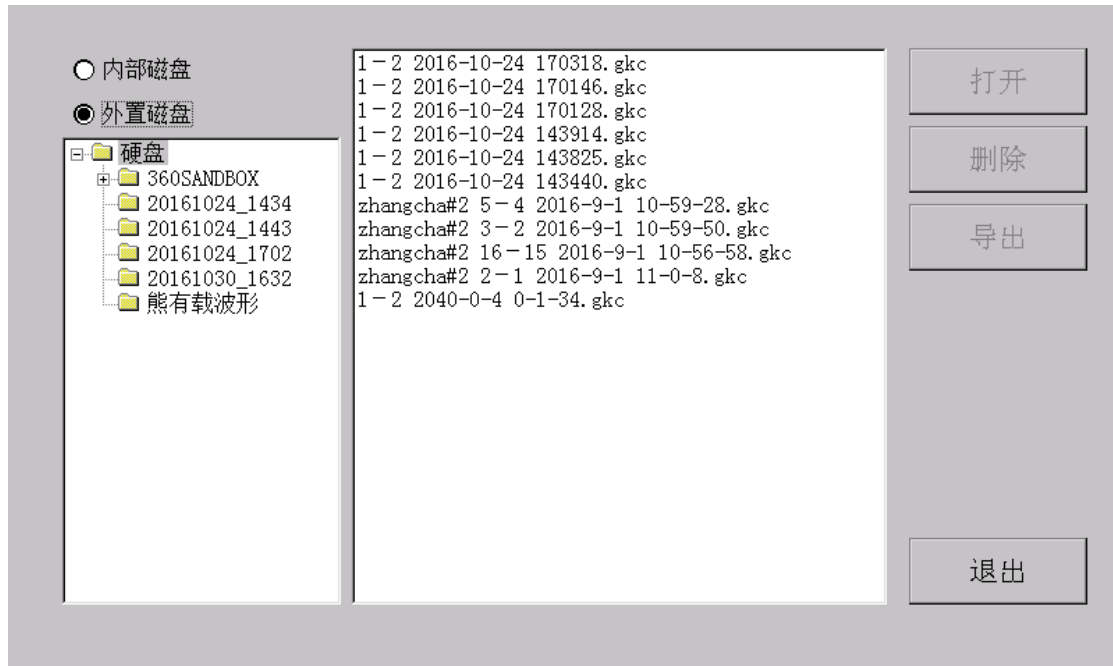 内部磁盘
外置磁盘
硬盘
360SANDBOX
20161024_1434
20161024_1443
20161024_1702
20161030_1632
熊有载波形
1－2 2016-10-24 170318.gkc
1－2 2016-10-24 170146.gkc
1－2 2016-10-24 170128.gkc
1－2 2016-10-24 143914.gkc
1－2 2016-10-24 143825.gkc
1－2 2016-10-24 143440.gkc
zhangcha#2 5－4 2016-9-1 10-59-28.gkc
zhangcha#2 3－2 2016-9-1 10-59-50.gkc
zhangcha#2 16－15 2016-9-1 10-56-58.gkc
zhangcha#2 2－1 2016-9-1 11-0-8.gkc
1－2 2040-0-4 0-1-34.gkc
打开
删除
导出
退出